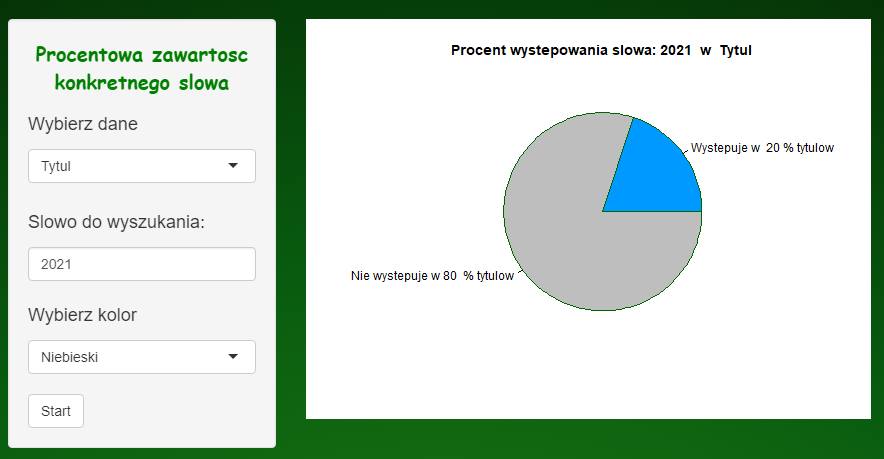 Procentowa zawartosc
konkretnego slowa
Wybierz dane
Tytul
Slowo do wyszukania:
2021
Wybierz kolor
Niebieski
Start
Procent wystepowania slowa: 2021 w Tytul
Wystepuje w 20 % tytulow
Nie wystepuje w 80 % tytulow